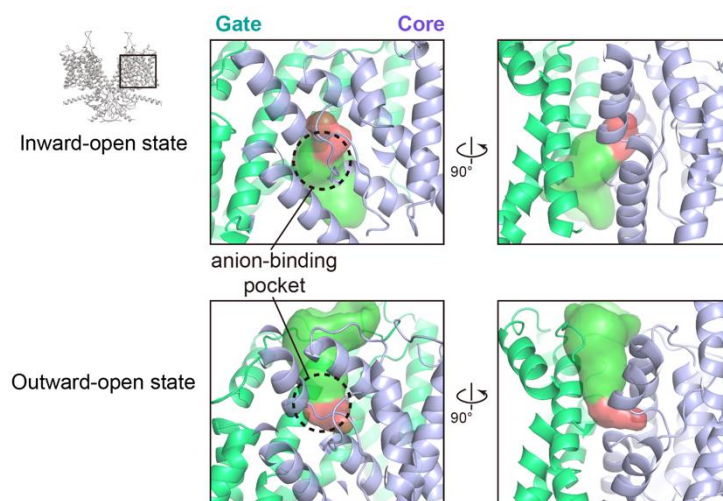 Gate Core
Inward-open state
90°
anion-binding
pocket
Outward-open state
90°